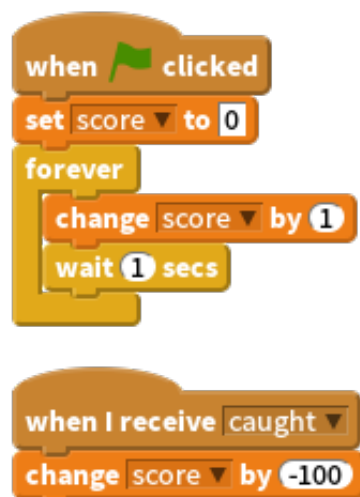 when clicked
set score to 0
forever
change score by 1
wait 1 secs
when I receive caught
change score by -100